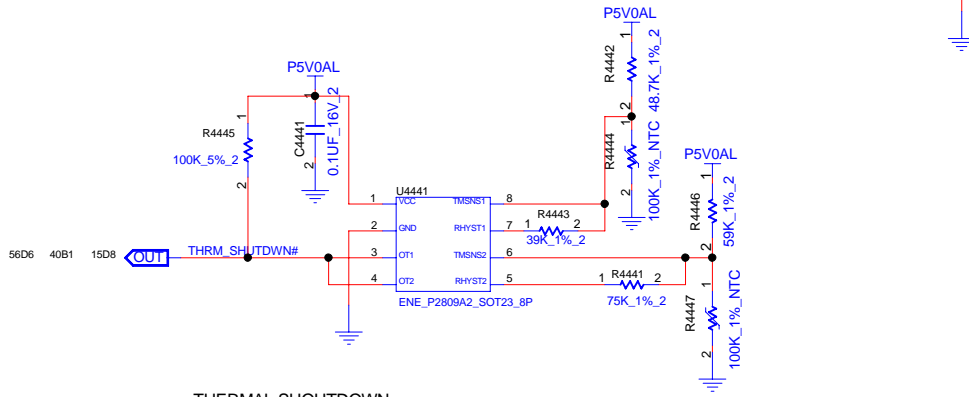 P5V0AL
1
R4442
48.7K_1%_2
2
P5V0AL
1
C4441
0.1UF_16V_2
2
1
R4445
100K_5%_2
2
1
R4444
100K_1%_NTC
2
P5V0AL
1
R4446
59K_1%_2
2
U4441
1 VCC TMSNS1 8
2 GND RHYST1 7
R4443
1 2
39K_1%_2
3 OT1 TMSNS2 6
4 OT2 RHYST2 5
R4441
1 2
75K_1%_2
ENE_P2809A2_SOT23_8P
56D6 40B1 15D8 OUT THRM_SHUTDWN#
1
R4447
100K_1%_NTC
2
THERMAL SHOUTDOWN